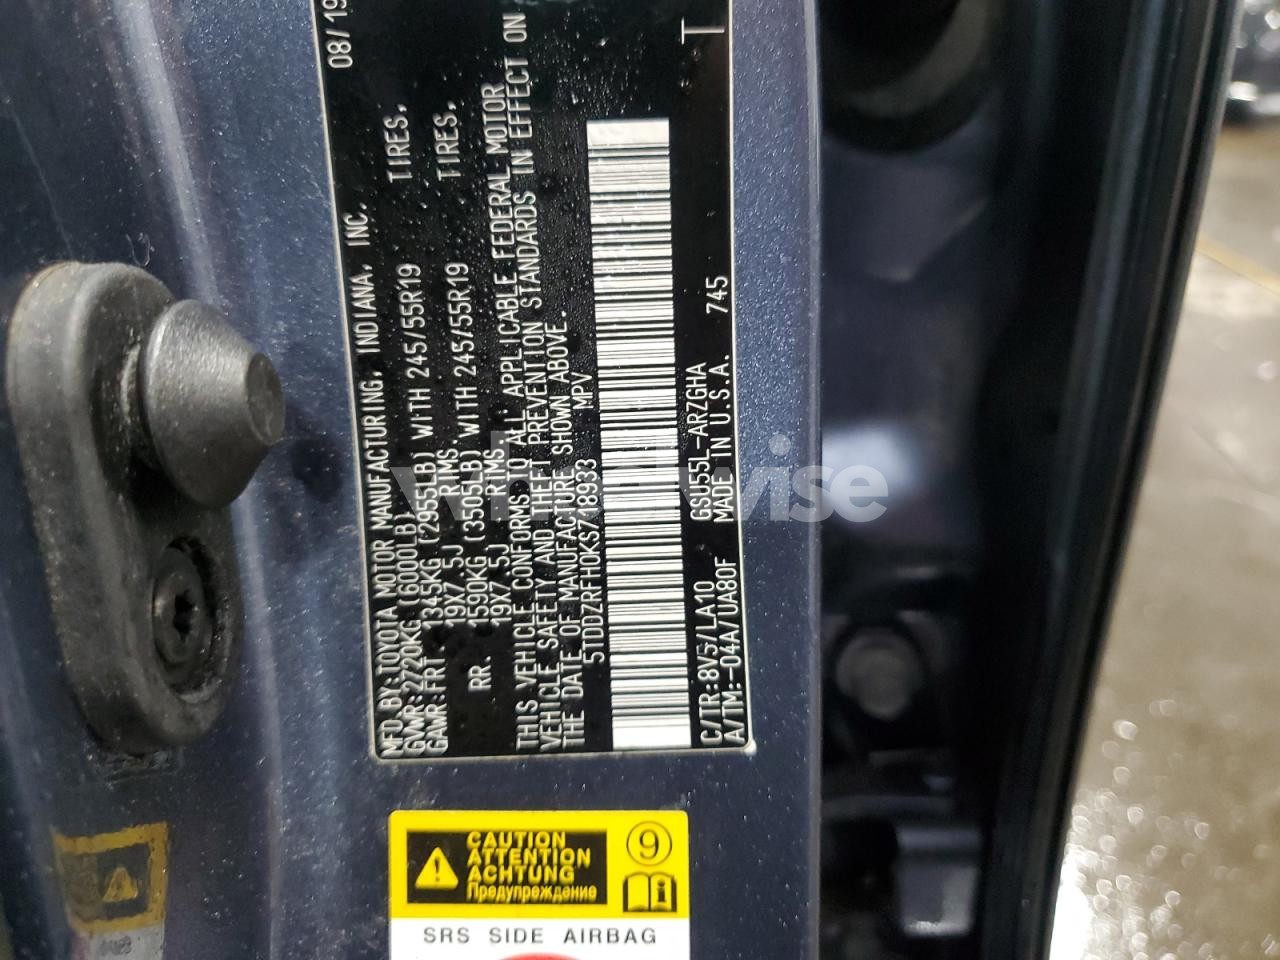 MFD.BY:TOYOTA MOTOR MANUFACTURING, INDIANA, INC. 08/19
GVWR:2720KG(6000LB)
GAWR:FRT. 1345KG (2955LB) WITH 245/55R19 TIRES,
19X7.5J RIMS.
RR. 1590KG (3505LB) WITH 245/55R19 TIRES,
19X7.5J RIMS.
THIS VEHICLE CONFORMS TO ALL APPLICABLE FEDERAL MOTOR
VEHICLE SAFETY AND THEFT PREVENTION STANDARDS IN EFFECT ON
THE DATE OF MANUFACTURE SHOWN ABOVE.
5TDDZRFH0KS718933 MPV
C/TR:8V5/LA10 GSU55L-ARZGHA
A/TM:-04A/UA80F MADE IN U.S.A. 745
T
CAUTION
ATTENTION
ACHTUNG
Предупреждение
9
i
SRS SIDE AIRBAG